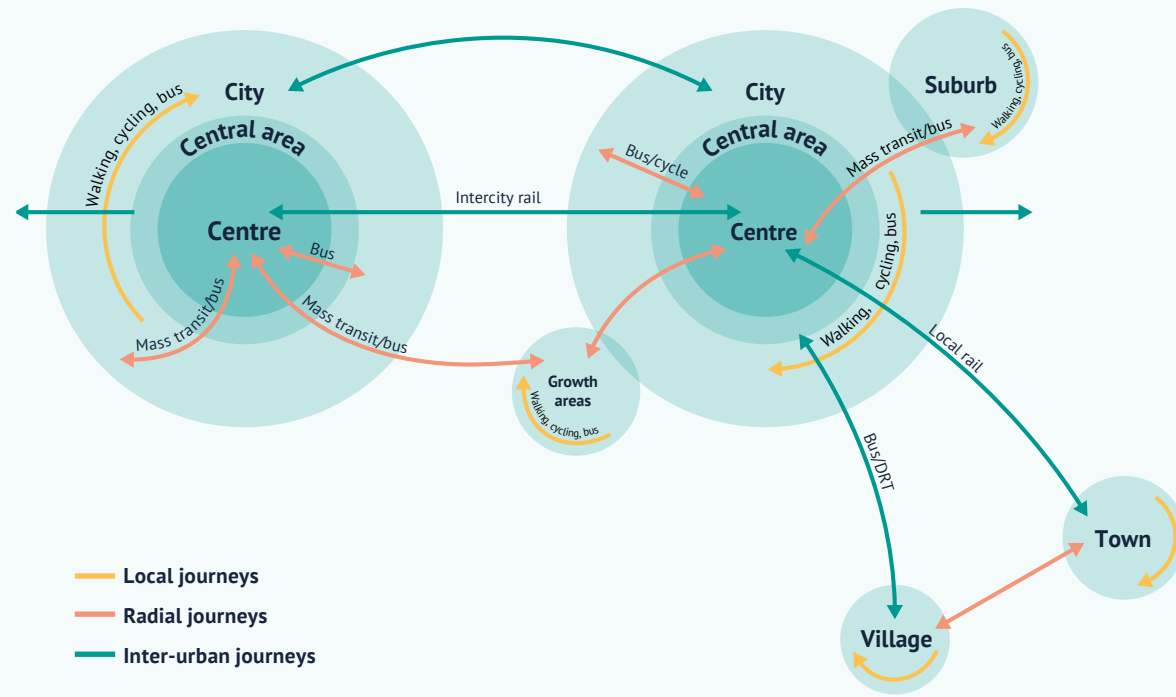 City
Central area
Centre
Walking, cycling, bus
Mass transit/bus
Bus
Mass transit/bus
Intercity rail
City
Central area
Centre
Bus/cycle
Mass transit/bus
Walking, cycling, bus
Suburb
Walking, cycling, bus
Growth
areas
Walking, cycling, bus
Local rail
Bus/DRT
Town
Village
Local journeys
Radial journeys
Inter-urban journeys